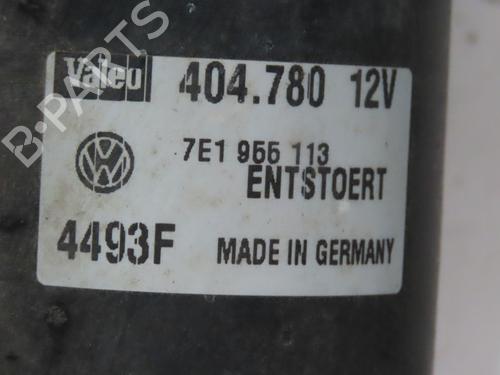 B-PARTS
Valeo 404.780 12V
7E1 955 113
ENTSTOERT
4493F MADE IN GERMANY